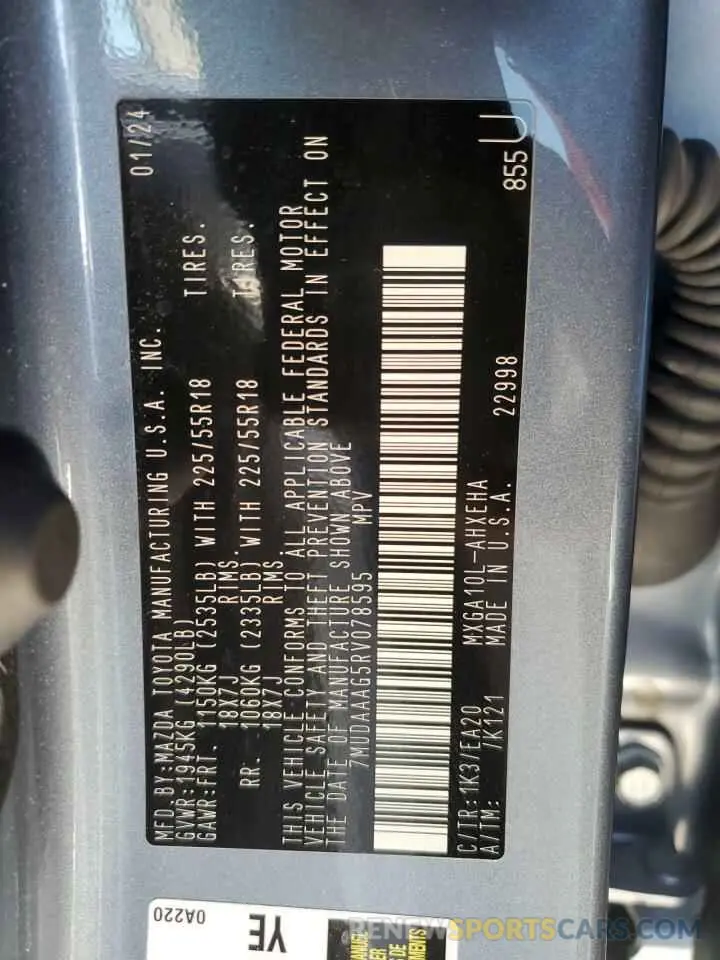 MFD.BY:MAZDA TOYOTA MANUFACTURING U.S.A. INC. 01/24
GVWR:1945KG (4290LB)
GAWR:FRT. 1150KG (2535LB) WITH 225/55R18 TIRES.
18X7J RIMS.
RR. 1060KG (2335LB) WITH 225/55R18 TIRES.
18X7J RIMS.
THIS VEHICLE CONFORMS TO ALL APPLICABLE FEDERAL MOTOR
VEHICLE SAFETY AND THEFT PREVENTION STANDARDS IN EFFECT ON
THE DATE OF MANUFACTURE SHOWN ABOVE
7MUDAAAG5RV078595 MPV
C/TR:1K3/EA20 MXGA10L-AHXEHA
A/TM: /K121 MADE IN U.S.A. 22998
855 U
0A220
YE
RENEWSPORTSCARS.COM